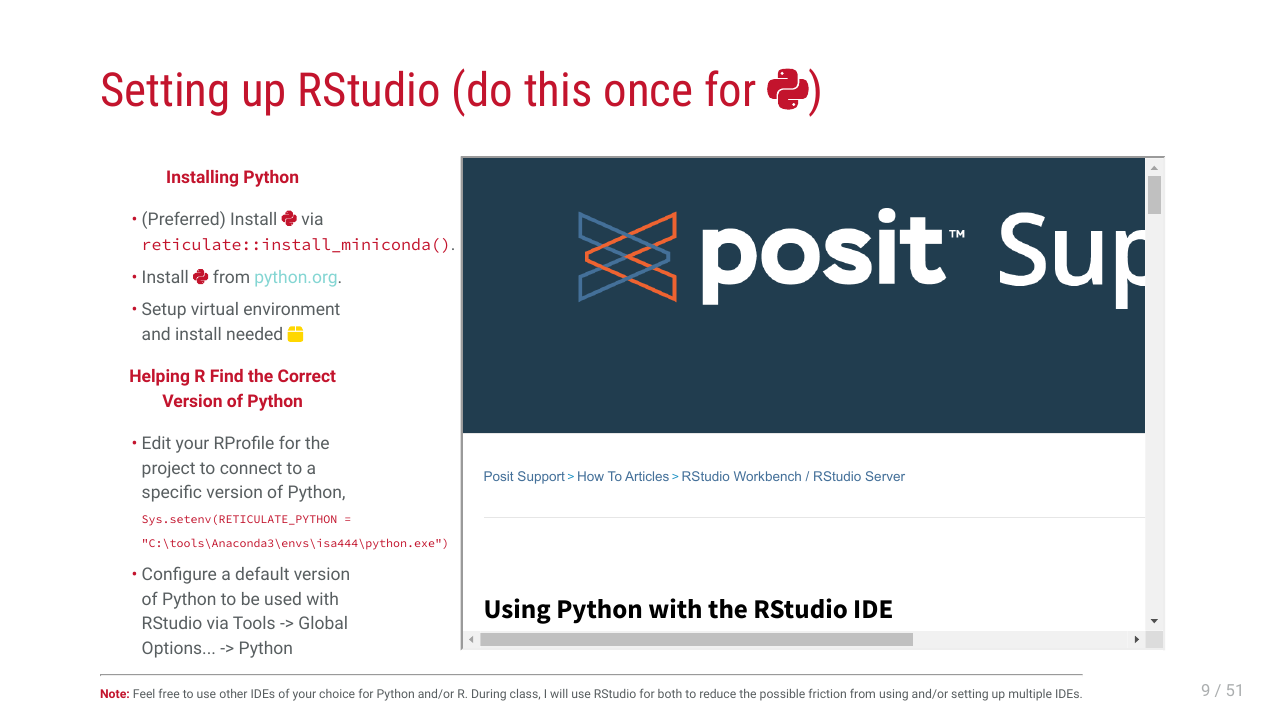 Setting up RStudio (do this once for )
Installing Python
• (Preferred) Install via
reticulate::install_miniconda().
• Install from python.org.
• Setup virtual environment
and install needed
Helping R Find the Correct
Version of Python
• Edit your RProfile for the
project to connect to a
specific version of Python,
Sys.setenv(RETICULATE_PYTHON =
"C:\tools\Anaconda3\envs\isa444\python.exe")
• Configure a default version
of Python to be used with
RStudio via Tools -> Global
Options... -> Python
posit™ Sup
Posit Support > How To Articles > RStudio Workbench / RStudio Server
Using Python with the RStudio IDE
Note: Feel free to use other IDEs of your choice for Python and/or R. During class, I will use RStudio for both to reduce the possible friction from using and/or setting up multiple IDEs.
9 / 51